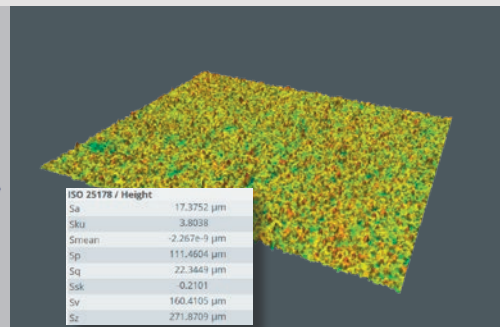 ISO 25178 / Height
Sa 17.3752 µm
Sku 3.8038
Smean -2.267e-9 µm
Sp 111.4604 µm
Sq 22.3449 µm
Ssk -0.2101
Sv 160.4105 µm
Sz 271.8709 µm